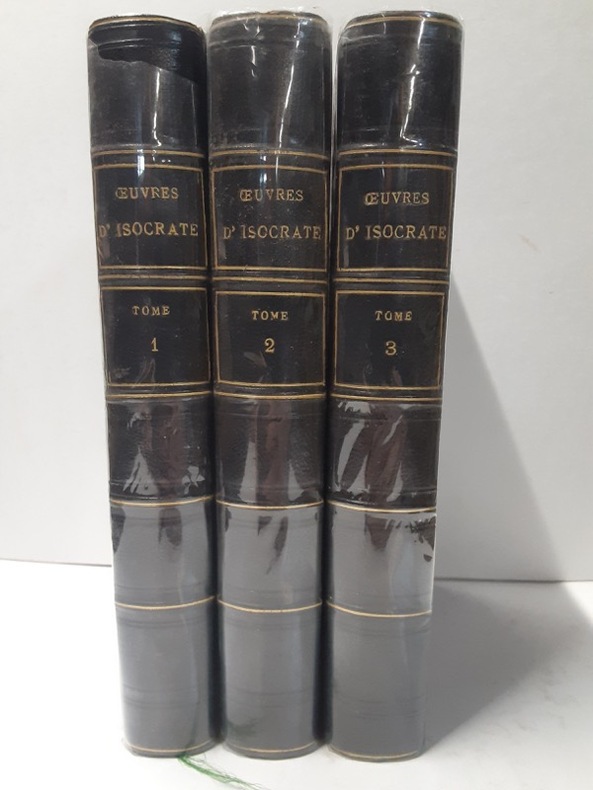 ŒUVRES
D' ISOCRATE
TOME
1
ŒUVRES
D' ISOCRATE
TOME
2
ŒUVRES
D' ISOCRATE
TOME
3